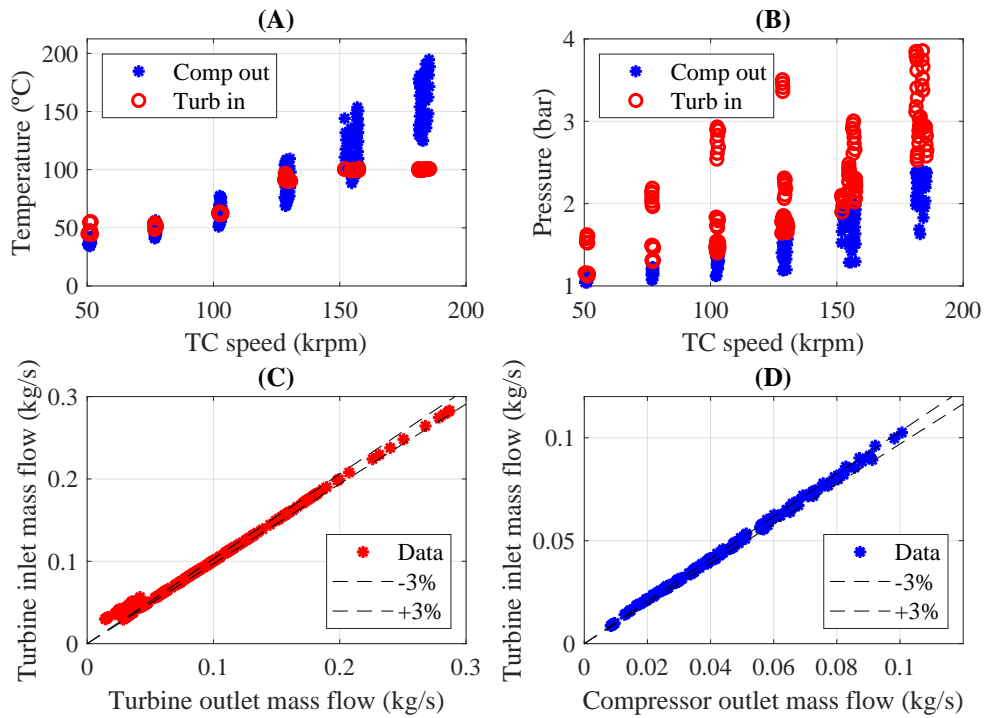 (A)
Temperature (ºC)
200
150
100
50
0
Comp out
Turb in
50
100
150
200
TC speed (krpm)
(B)
Pressure (bar)
4
3
2
1
Comp out
Turb in
50
100
150
200
TC speed (krpm)
(C)
Turbine inlet mass flow (kg/s)
0.3
0.2
0.1
0
Data
-3%
+3%
0
0.1
0.2
0.3
Turbine outlet mass flow (kg/s)
(D)
Turbine inlet mass flow (kg/s)
0.1
0.05
0
Data
-3%
+3%
0
0.02
0.04
0.06
0.08
0.1
Compressor outlet mass flow (kg/s)